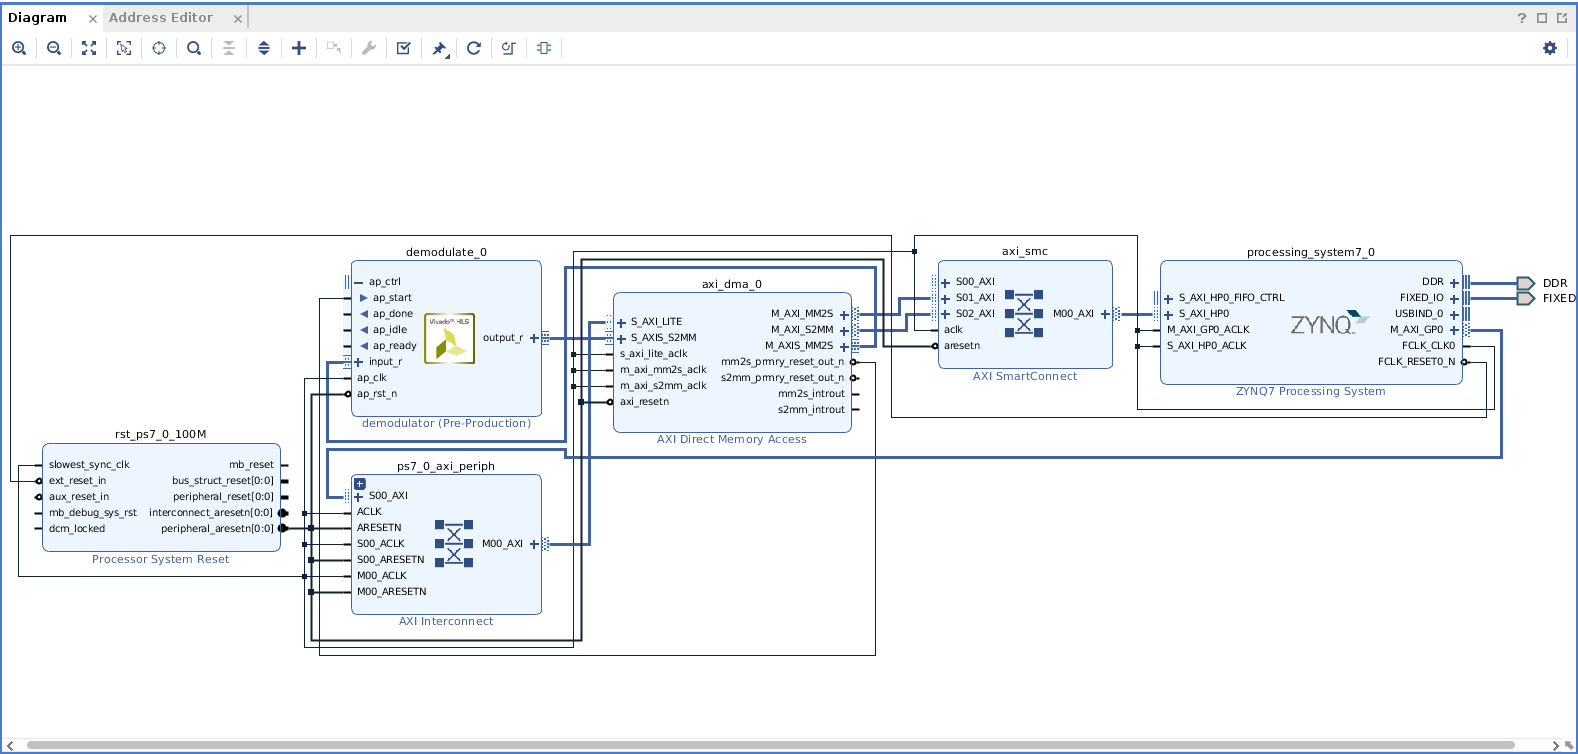 Diagram
Address Editor
demodulate_0
ap_ctrl
ap_start
ap_done
ap_idle
ap_ready
input_r
ap_clk
ap_rst_n
Vivado™ HLS
output_r
demodulator (Pre-Production)
rst_ps7_0_100M
slowest_sync_clk
ext_reset_in
aux_reset_in
mb_debug_sys_rst
dcm_locked
mb_reset
bus_struct_reset[0:0]
peripheral_reset[0:0]
interconnect_aresetn[0:0]
peripheral_aresetn[0:0]
Processor System Reset
ps7_0_axi_periph
S00_AXI
ACLK
ARESETN
S00_ACLK
S00_ARESETN
M00_ACLK
M00_ARESETN
M00_AXI
AXI Interconnect
axi_dma_0
S_AXI_LITE
S_AXIS_S2MM
s_axi_lite_aclk
m_axi_mm2s_aclk
m_axi_s2mm_aclk
axi_resetn
M_AXI_MM2S
M_AXI_S2MM
M_AXIS_MM2S
mm2s_prmry_reset_out_n
s2mm_prmry_reset_out_n
mm2s_introut
s2mm_introut
AXI Direct Memory Access
axi_smc
S00_AXI
S01_AXI
S02_AXI
aclk
aresetn
M00_AXI
AXI SmartConnect
processing_system7_0
S_AXI_HP0_FIFO_CTRL
S_AXI_HP0
M_AXI_GP0_ACLK
S_AXI_HP0_ACLK
ZYNQ
DDR
FIXED_IO
USBIND_0
M_AXI_GP0
FCLK_CLK0
FCLK_RESET0_N
ZYNQ7 Processing System
DDR
FIXED